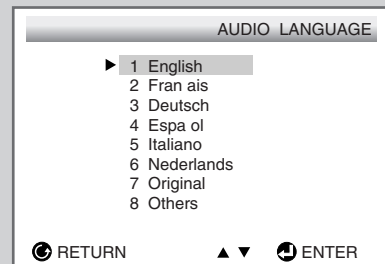 AUDIO LANGUAGE
1 English
2 Fran ais
3 Deutsch
4 Espa ol
5 Italiano
6 Nederlands
7 Original
8 Others
RETURN ▲ ▼ ENTER